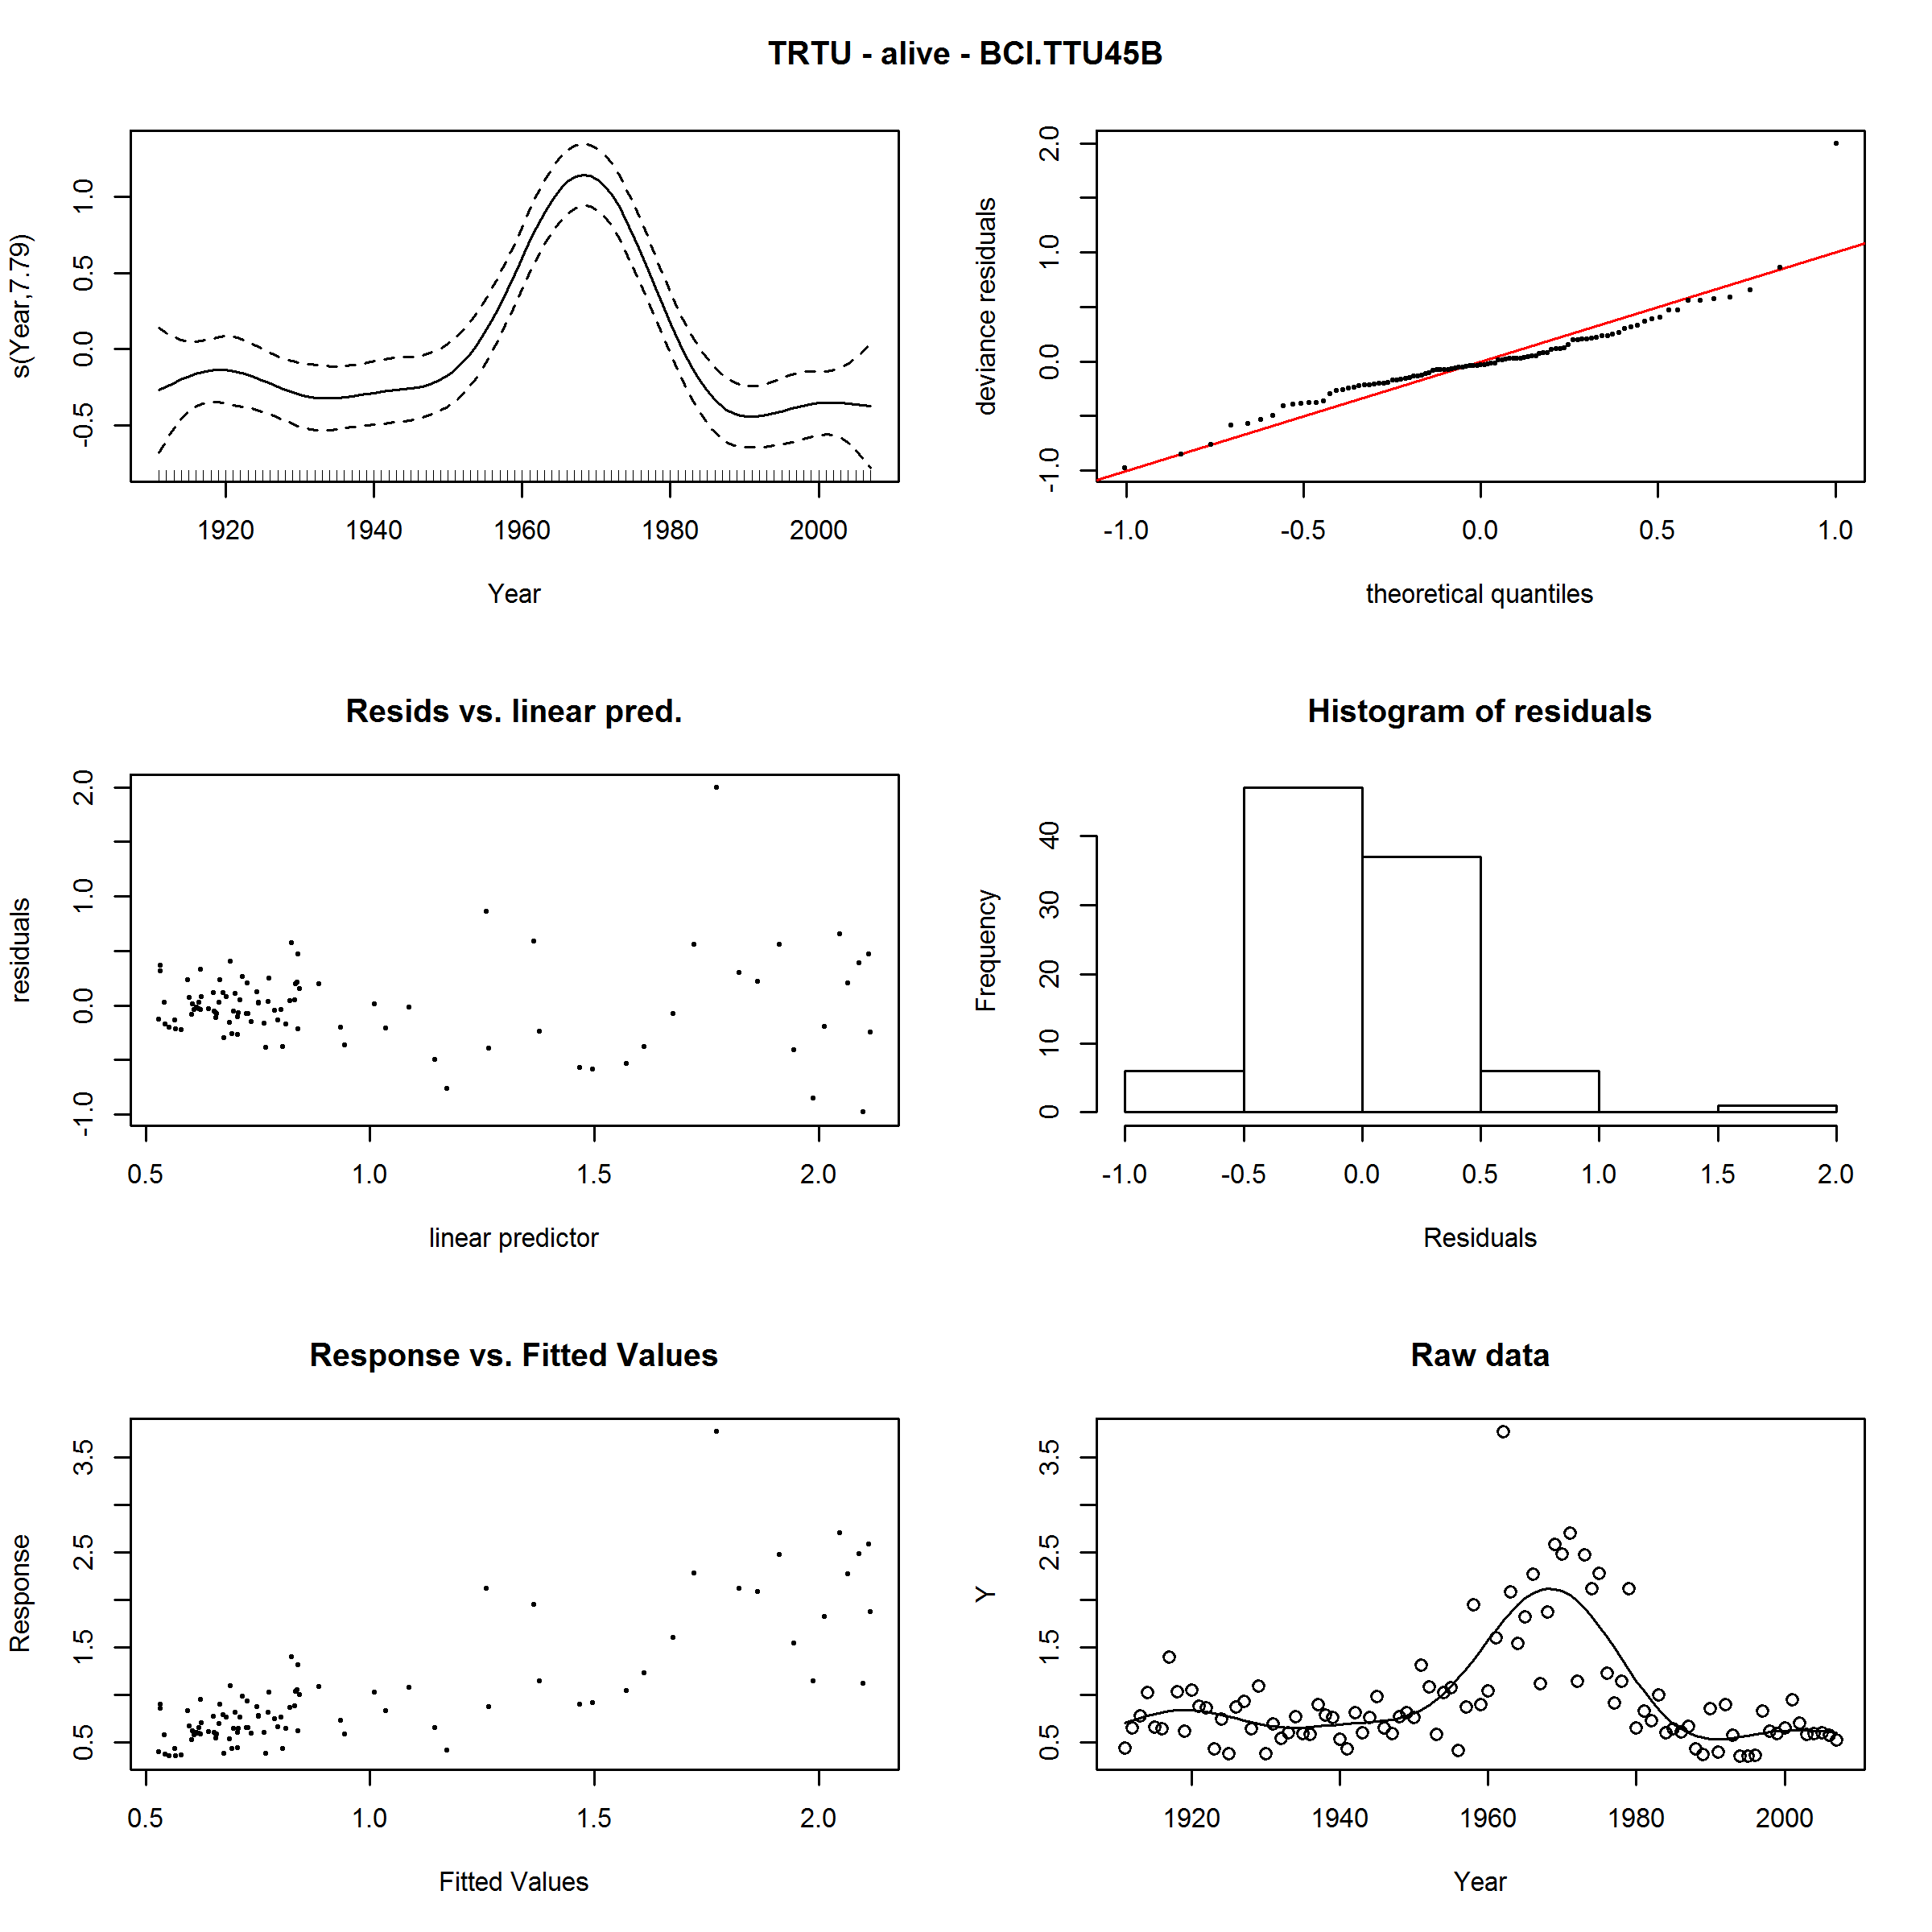 TRTU - alive - BCI.TTU45B
s(Year,7.79)
-0.5 0.0 0.5 1.0
1920 1940 1960 1980 2000
Year
deviance residuals
-1.0 0.0 1.0 2.0
-1.0 -0.5 0.0 0.5 1.0
theoretical quantiles
Resids vs. linear pred.
residuals
-1.0 0.0 1.0 2.0
0.5 1.0 1.5 2.0
linear predictor
Histogram of residuals
Frequency
0 10 20 30 40
-1.0 -0.5 0.0 0.5 1.0 1.5 2.0
Residuals
Response vs. Fitted Values
Response
0.5 1.5 2.5 3.5
0.5 1.0 1.5 2.0
Fitted Values
Raw data
Y
0.5 1.5 2.5 3.5
1920 1940 1960 1980 2000
Year